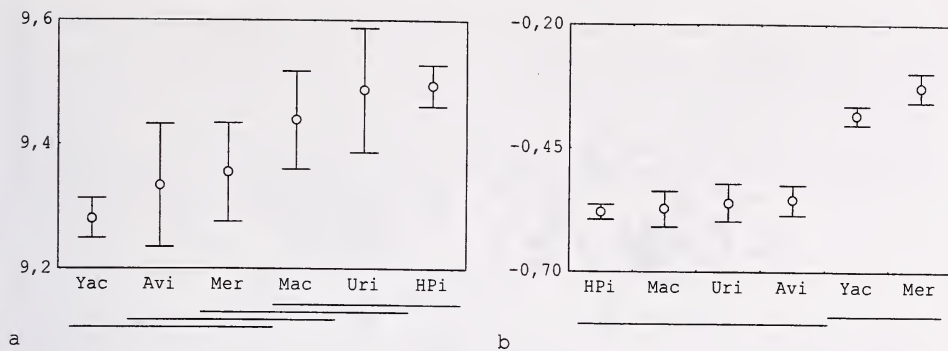 9,6
9,4
9,2
Yac Avi Mer Mac Uri HPi
a
-0,20
-0,45
-0,70
HPi Mac Uri Avi Yac Mer
b